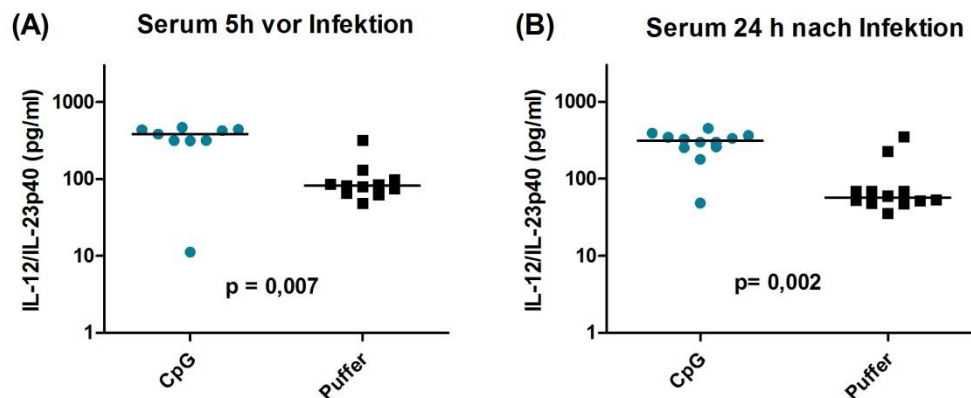 (A)
Serum 5h vor Infektion
IL-12/IL-23p40 (pg/ml)
1000
100
10
1
p = 0,007
CpG
Puffer
(B)
Serum 24 h nach Infektion
IL-12/IL-23p40 (pg/ml)
1000
100
10
1
p= 0,002
CpG
Puffer